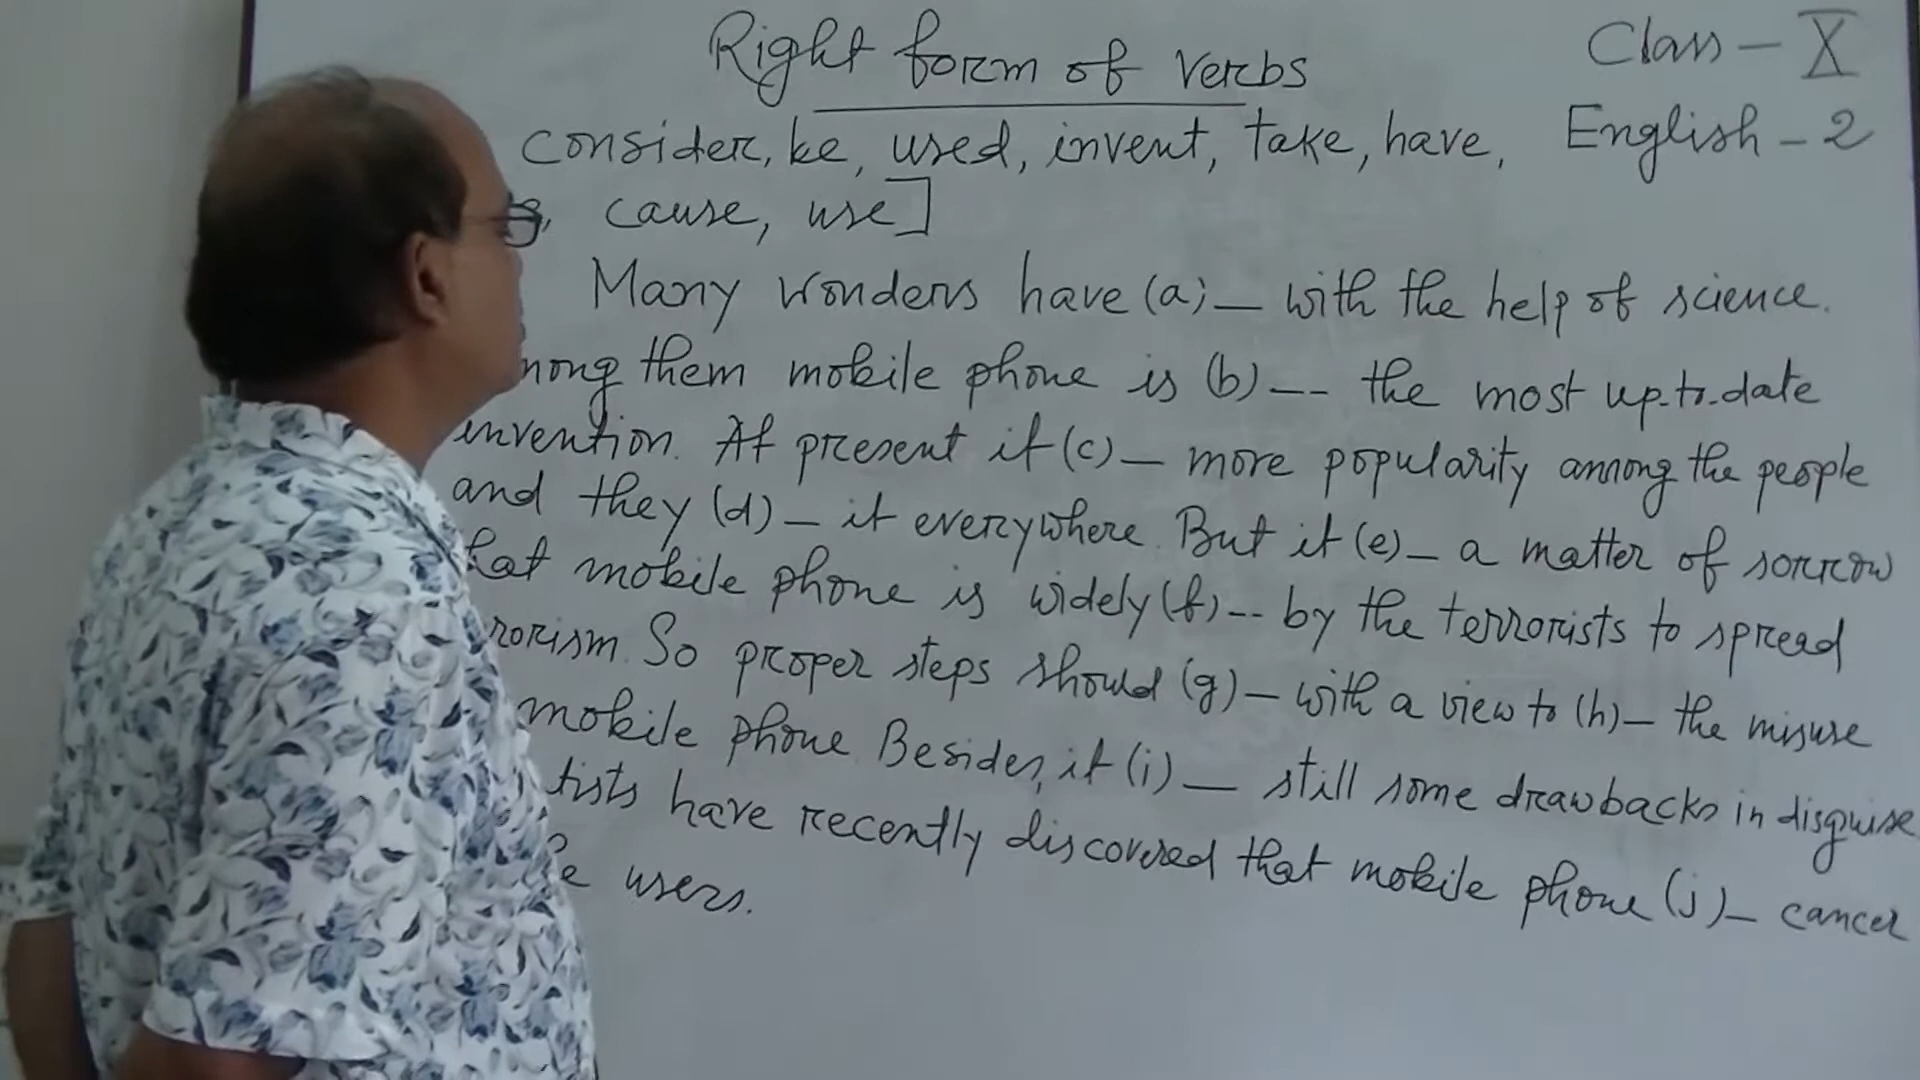 Right form of verbs
Class - X
consider, be, used, invent, take, have,
English - 2
cause, use]
Many wonders have (a) _ with the help of science.
mong them mobile phone is (b) _ _ the most up-to-date
invention. At present it (c) _ more popularity among the people
and they (d) _ it everywhere. But it (e) _ a matter of sorrow
hat mobile phone is widely (f) _ _ by the terrorists to spread
rorism. So proper steps should (g) _ with a view to (h) _ the misuse
mobile phone. Besides, it (i) _ still some drawbacks in disguise.
tists have recently discovered that mobile phone (j) _ cancer
e users.